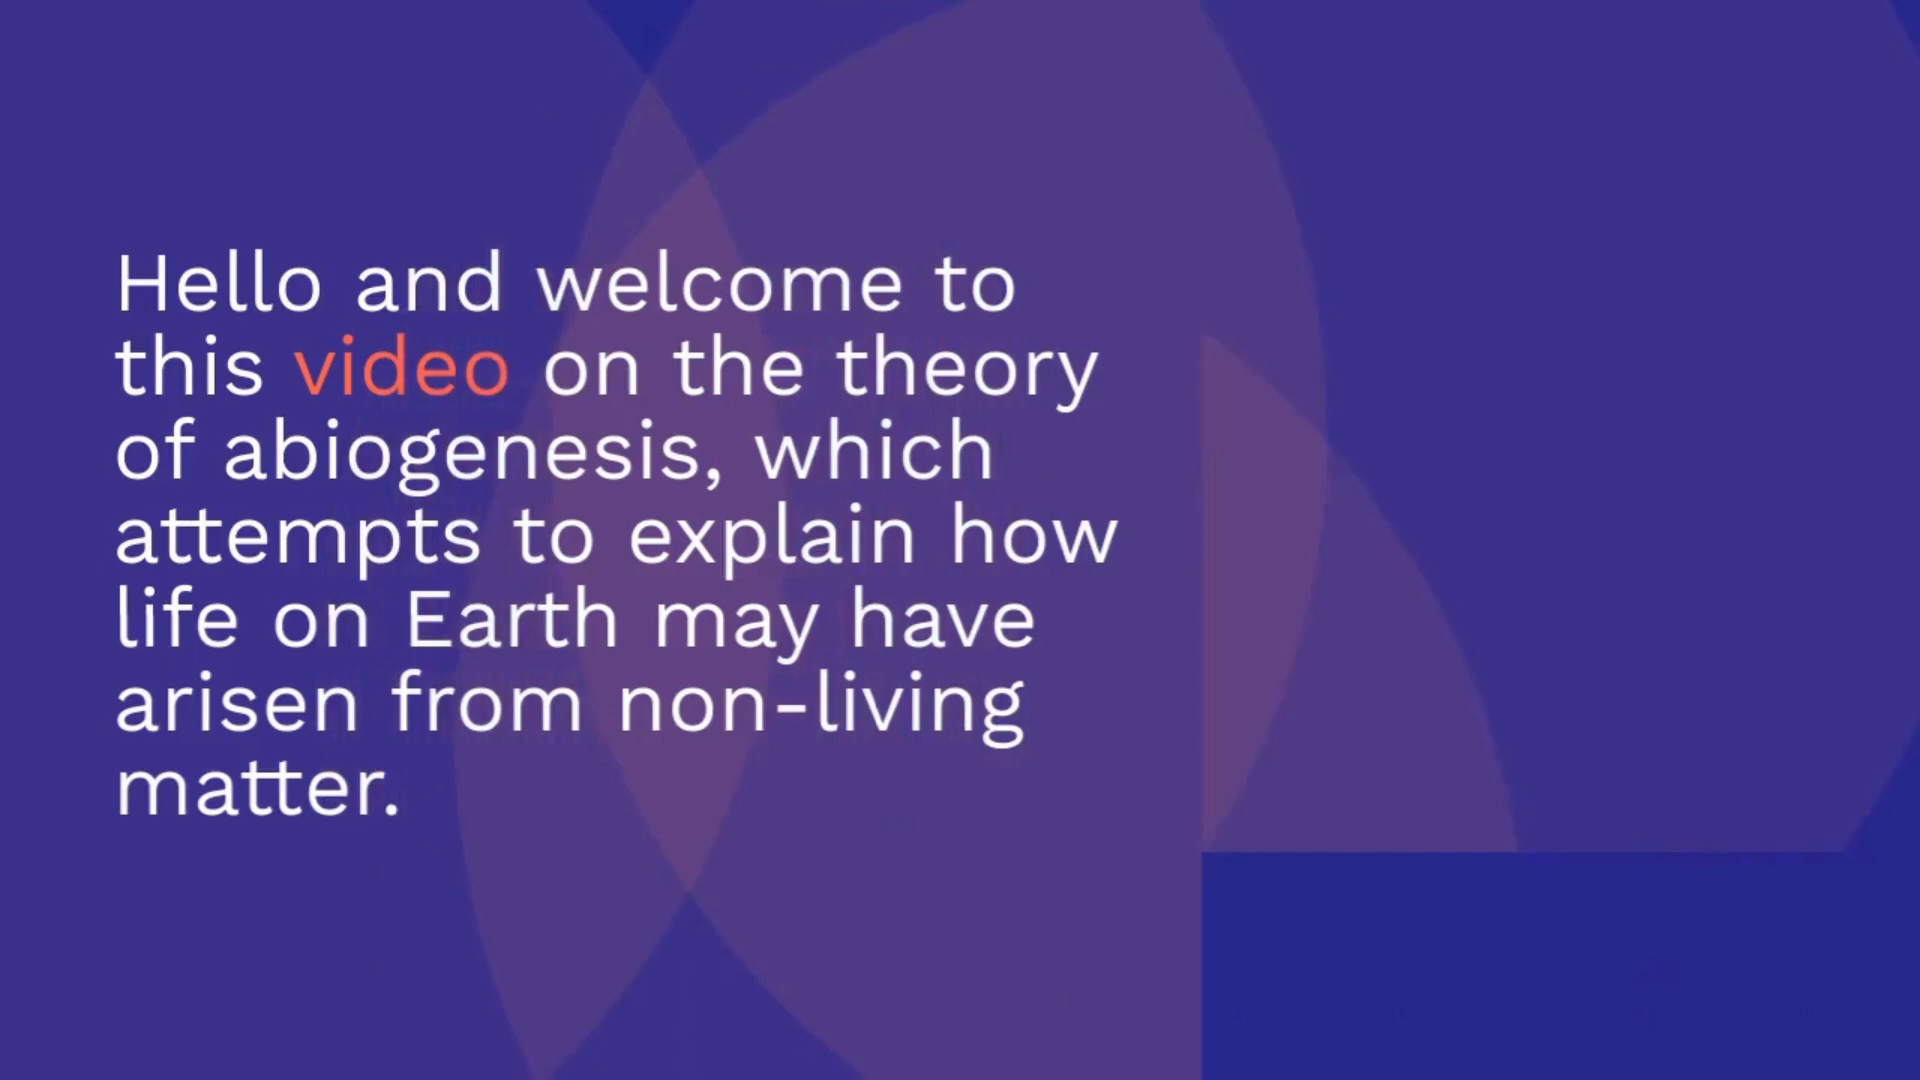 Hello and welcome to
this video on the theory
of abiogenesis, which
attempts to explain how
life on Earth may have
arisen from non-living
matter.